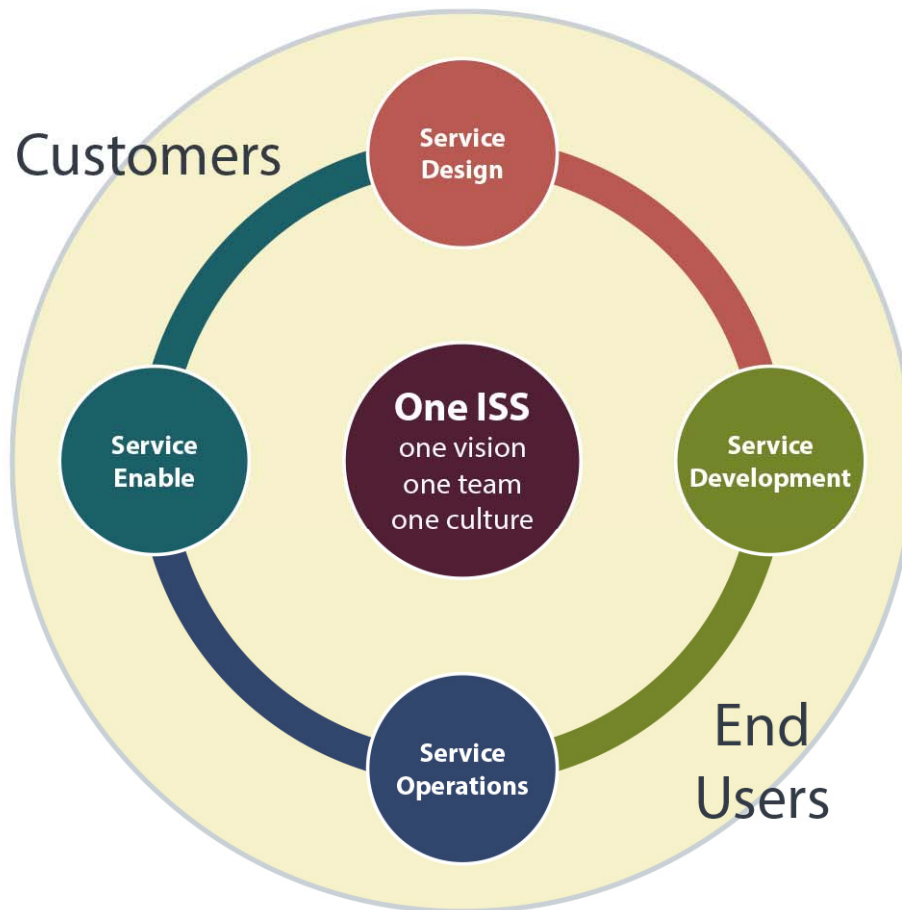 Customers
Service
Design
One ISS
one vision
one team
one culture
Service
Enable
Service
Development
Service
Operations
End
Users